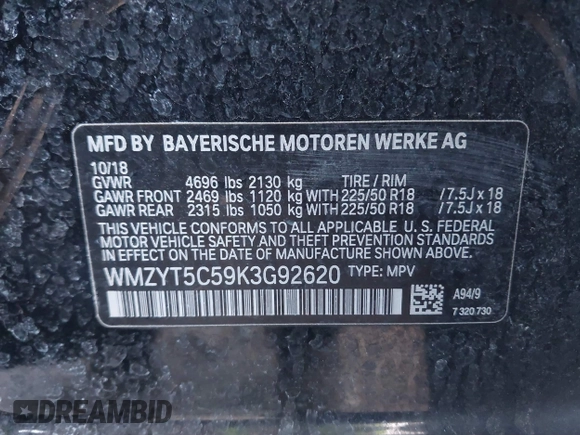 MFD BY BAYERISCHE MOTOREN WERKE AG
10/18
GVWR 4696 lbs 2130 kg TIRE / RIM
GAWR FRONT 2469 lbs 1120 kg WITH 225/50 R18 /7.5J x 18
GAWR REAR 2315 lbs 1050 kg WITH 225/50 R18 /7.5J x 18
THIS VEHICLE CONFORMS TO ALL APPLICABLE U. S. FEDERAL
MOTOR VEHICLE SAFETY AND THEFT PREVENTION STANDARDS
IN EFFECT ON THE DATE OF MANUFACTURE SHOWN ABOVE.
WMZYT5C59K3G92620 TYPE: MPV
A94/9
7 320 730
DREAMBID